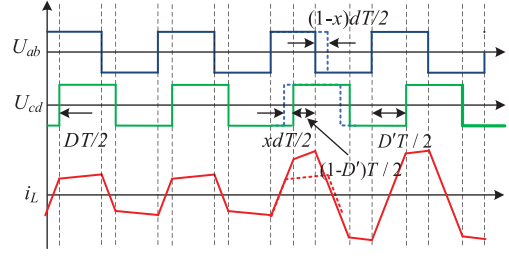 (1-x)dT/2
U_ab
U_cd
DT/2
xdT/2
D'T / 2
(1-D')T / 2
i_L